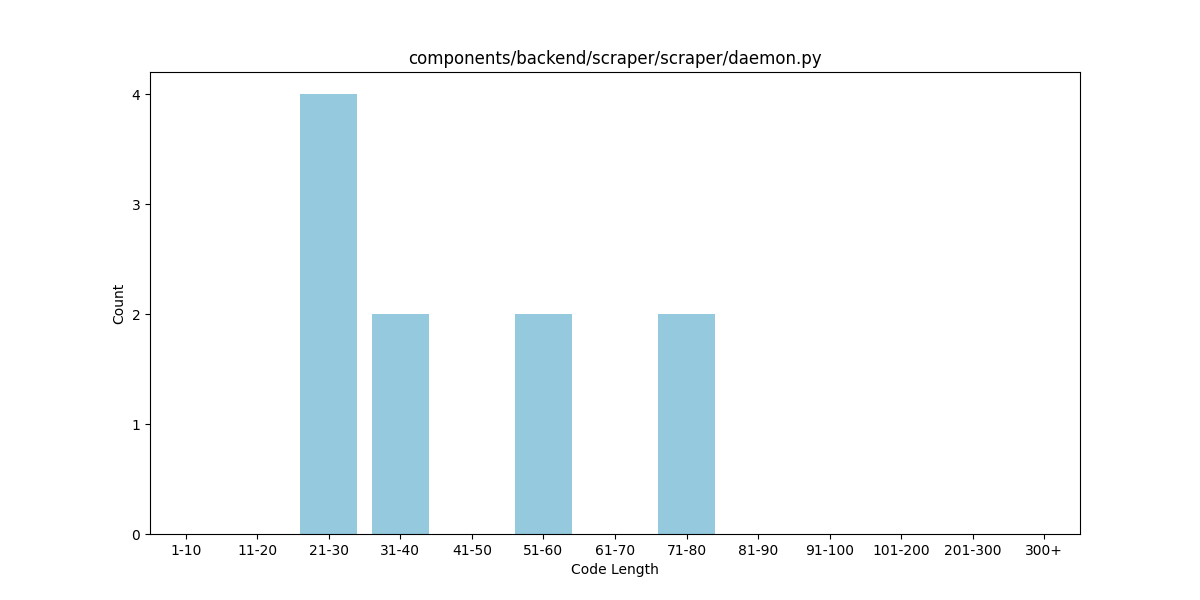 components/backend/scraper/scraper/daemon.py
4
3
2
1
0
Count
1-10 11-20 21-30 31-40 41-50 51-60 61-70 71-80 81-90 91-100 101-200 201-300 300+
Code Length